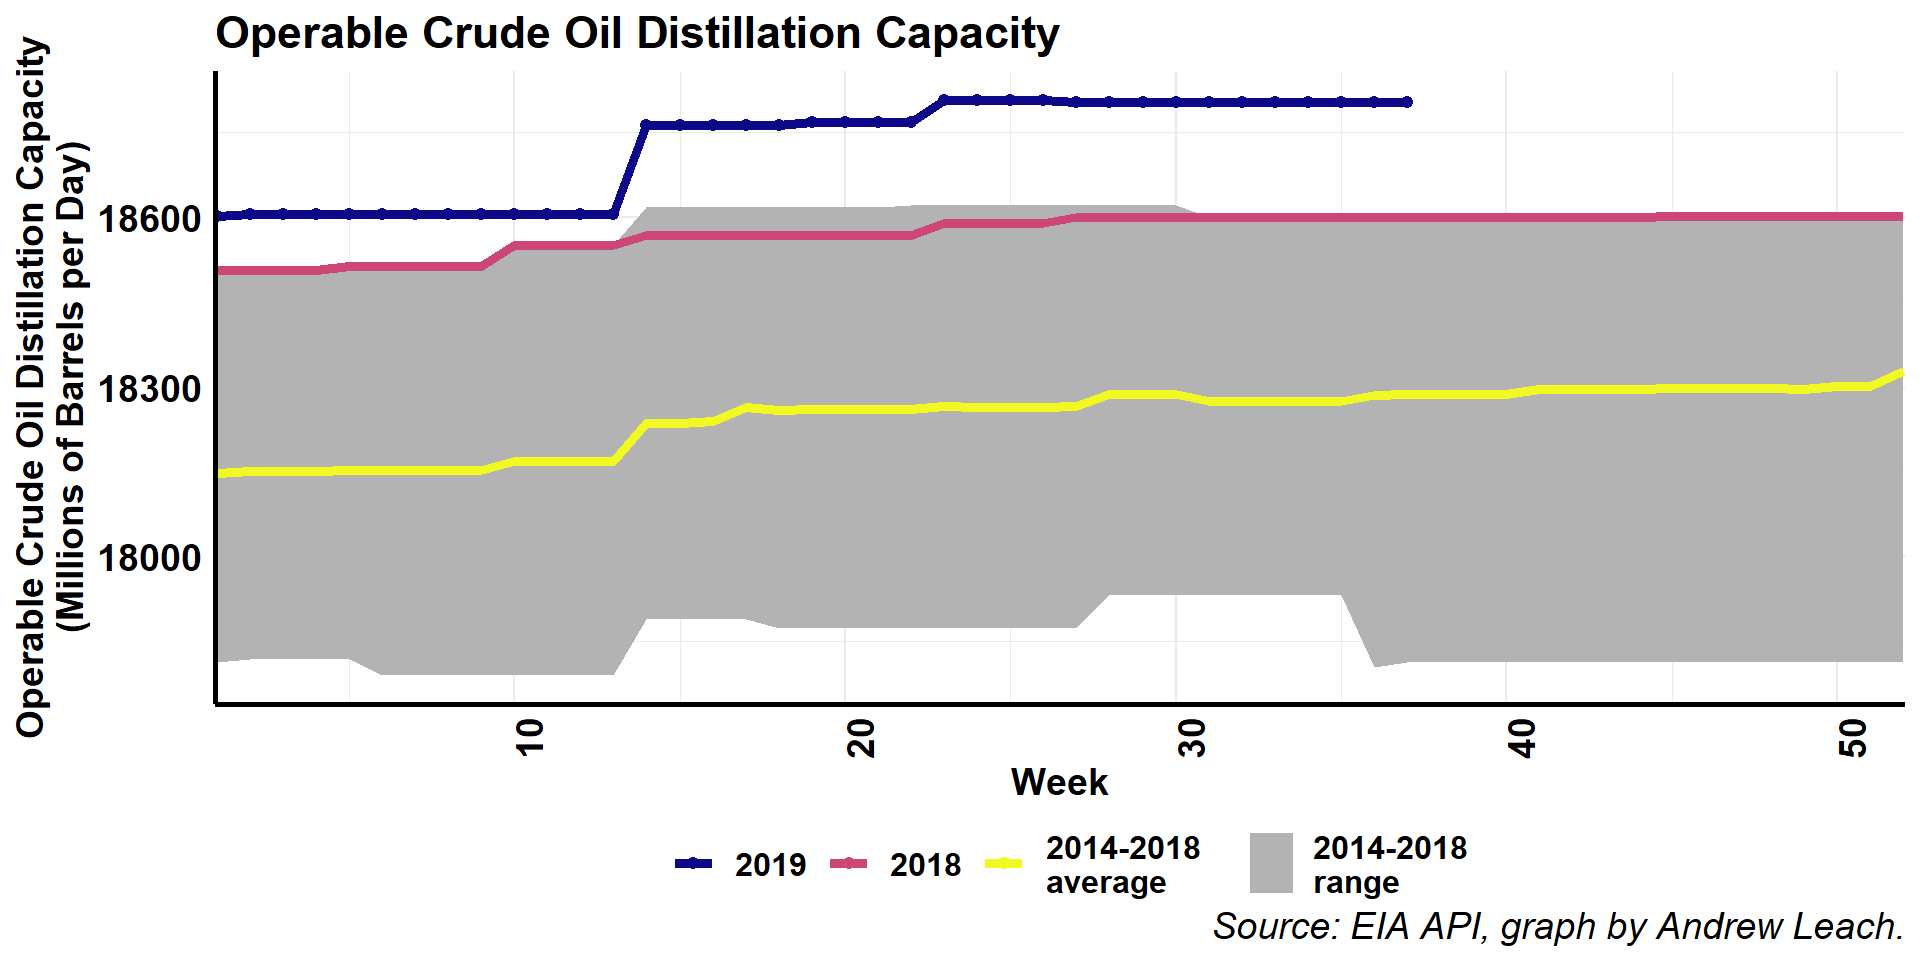 Operable Crude Oil Distillation Capacity
Operable Crude Oil Distillation Capacity
(Millions of Barrels per Day)
18600
18300
18000
10
20
30
40
50
Week
2019
2018
2014-2018
average
2014-2018
range
Source: EIA API, graph by Andrew Leach.